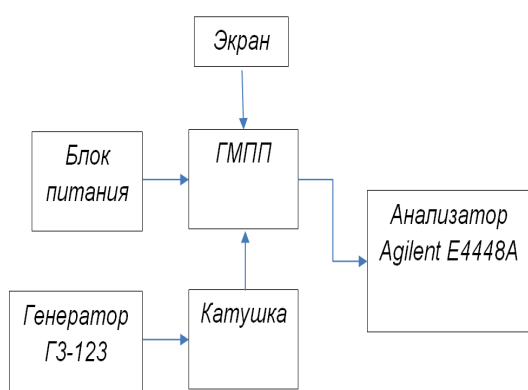 Экран
Блок
питания
ГМПП
Анализатор
Agilent E4448A
Генератор
Г3-123
Катушка